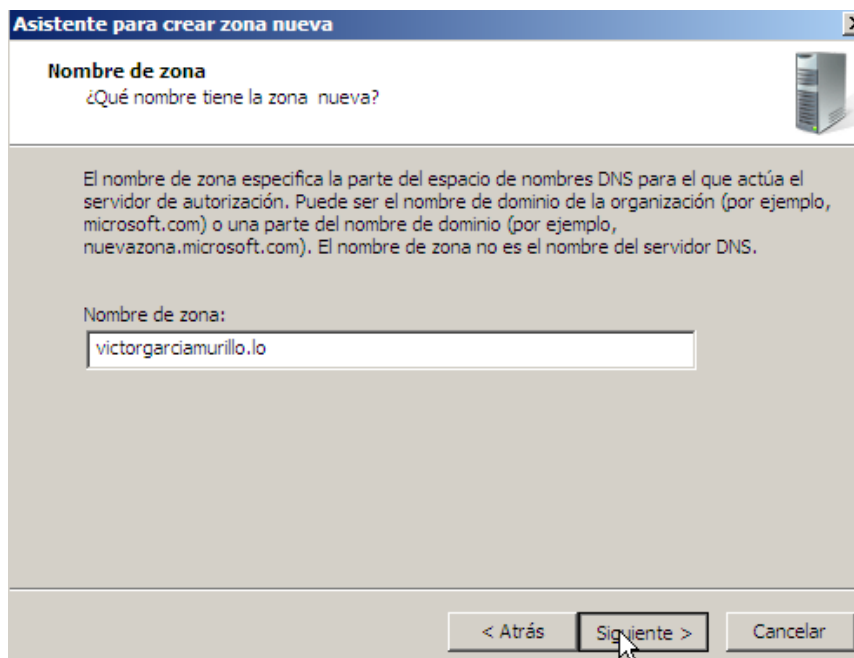 Asistente para crear zona nueva
Nombre de zona
¿Qué nombre tiene la zona nueva?
El nombre de zona especifica la parte del espacio de nombres DNS para el que actúa el
servidor de autorización. Puede ser el nombre de dominio de la organización (por ejemplo,
microsoft.com) o una parte del nombre de dominio (por ejemplo,
nuevazona.microsoft.com). El nombre de zona no es el nombre del servidor DNS.
Nombre de zona:
victorgarciamurillo.lo
< Atrás
Siguiente >
Cancelar